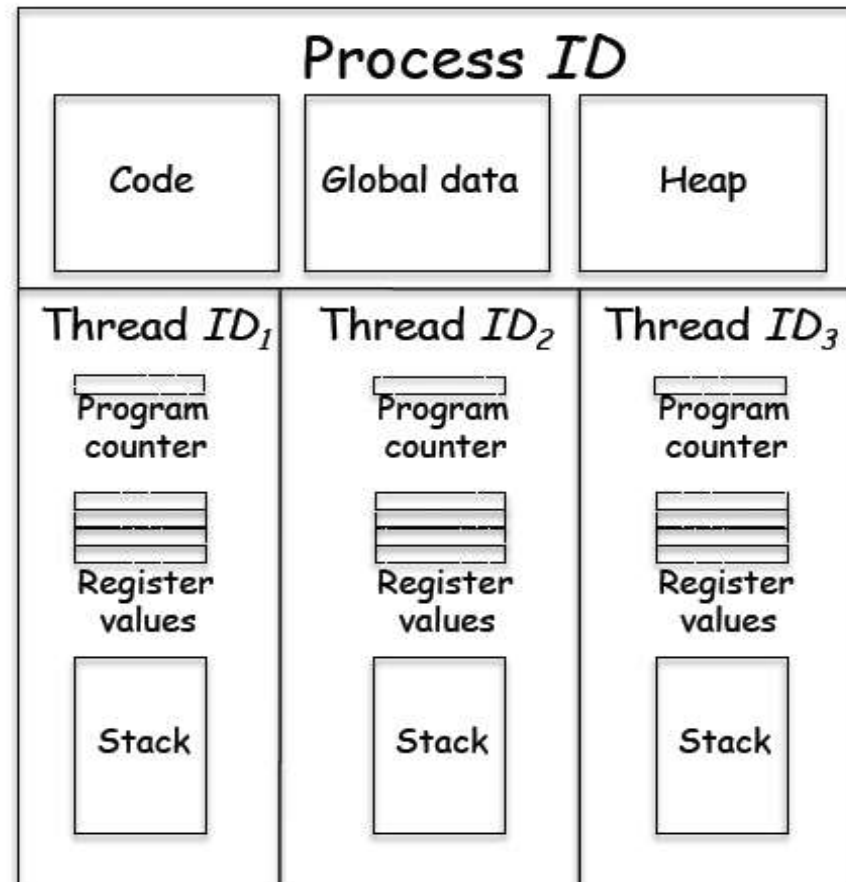 Process ID
Code
Global data
Heap
Thread ID₁
Thread ID₂
Thread ID₃
Program
counter
Program
counter
Program
counter
Register
values
Register
values
Register
values
Stack
Stack
Stack